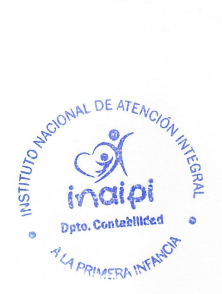 INSTITUTO NACIONAL DE ATENCIÓN INTEGRAL
inaipi
Dpto. Contabilidad
A LA PRIMERA INFANCIA